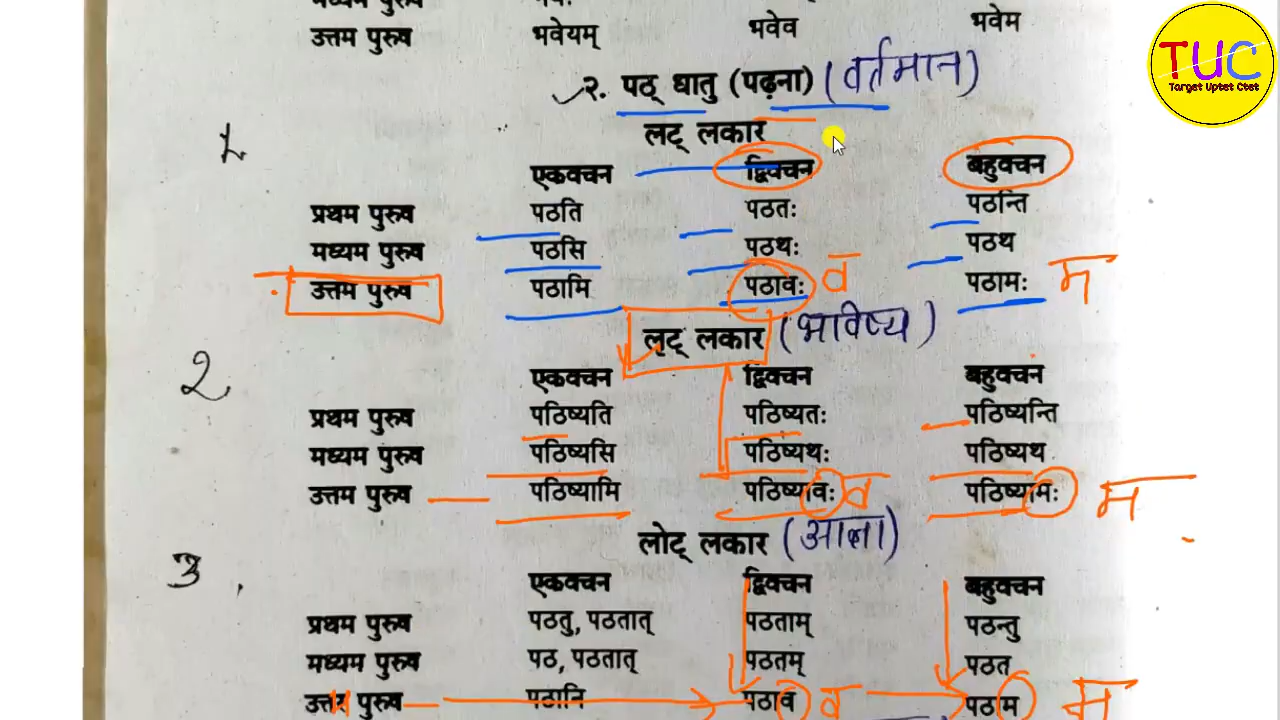 उत्तम पुरुष भवेयम् भवेव भवेम
TUC
Target Uptet Ctet
२. पठ् धातु (पढ़ना) (वर्तमान)
1 लट् लकार
एकवचन द्विवचन बहुवचन
प्रथम पुरुष पठति पठतः पठन्ति
मध्यम पुरुष पठसि पठथः पठथ
उत्तम पुरुष पठामि पठावः व पठामः म
लृट् लकार (भविष्य)
2 एकवचन द्विवचन बहुवचन
प्रथम पुरुष पठिष्यति पठिष्यतः पठिष्यन्ति
मध्यम पुरुष पठिष्यसि पठिष्यथः पठिष्यथ
उत्तम पुरुष पठिष्यामि पठिष्यावः व पठिष्यामः म
लोट् लकार (आज्ञा)
3. एकवचन द्विवचन बहुवचन
प्रथम पुरुष पठतु, पठतात् पठताम् पठन्तु
मध्यम पुरुष पठ, पठतात् पठतम् पठत
उत्तम पुरुष पठानि पठाव व पठाम म